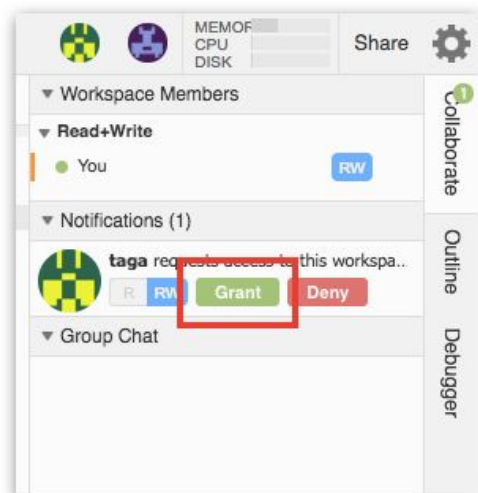 MEMOR
CPU
DISK
Share
Workspace Members
Read+Write
You
RW
Notifications (1)
taga requests access to this workspa..
R RW Grant Deny
Group Chat
1
Collaborate
Outline
Debugger